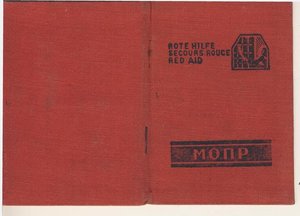 ROTE HILFE
SECOURS ROUGE
RED AID
МОПР